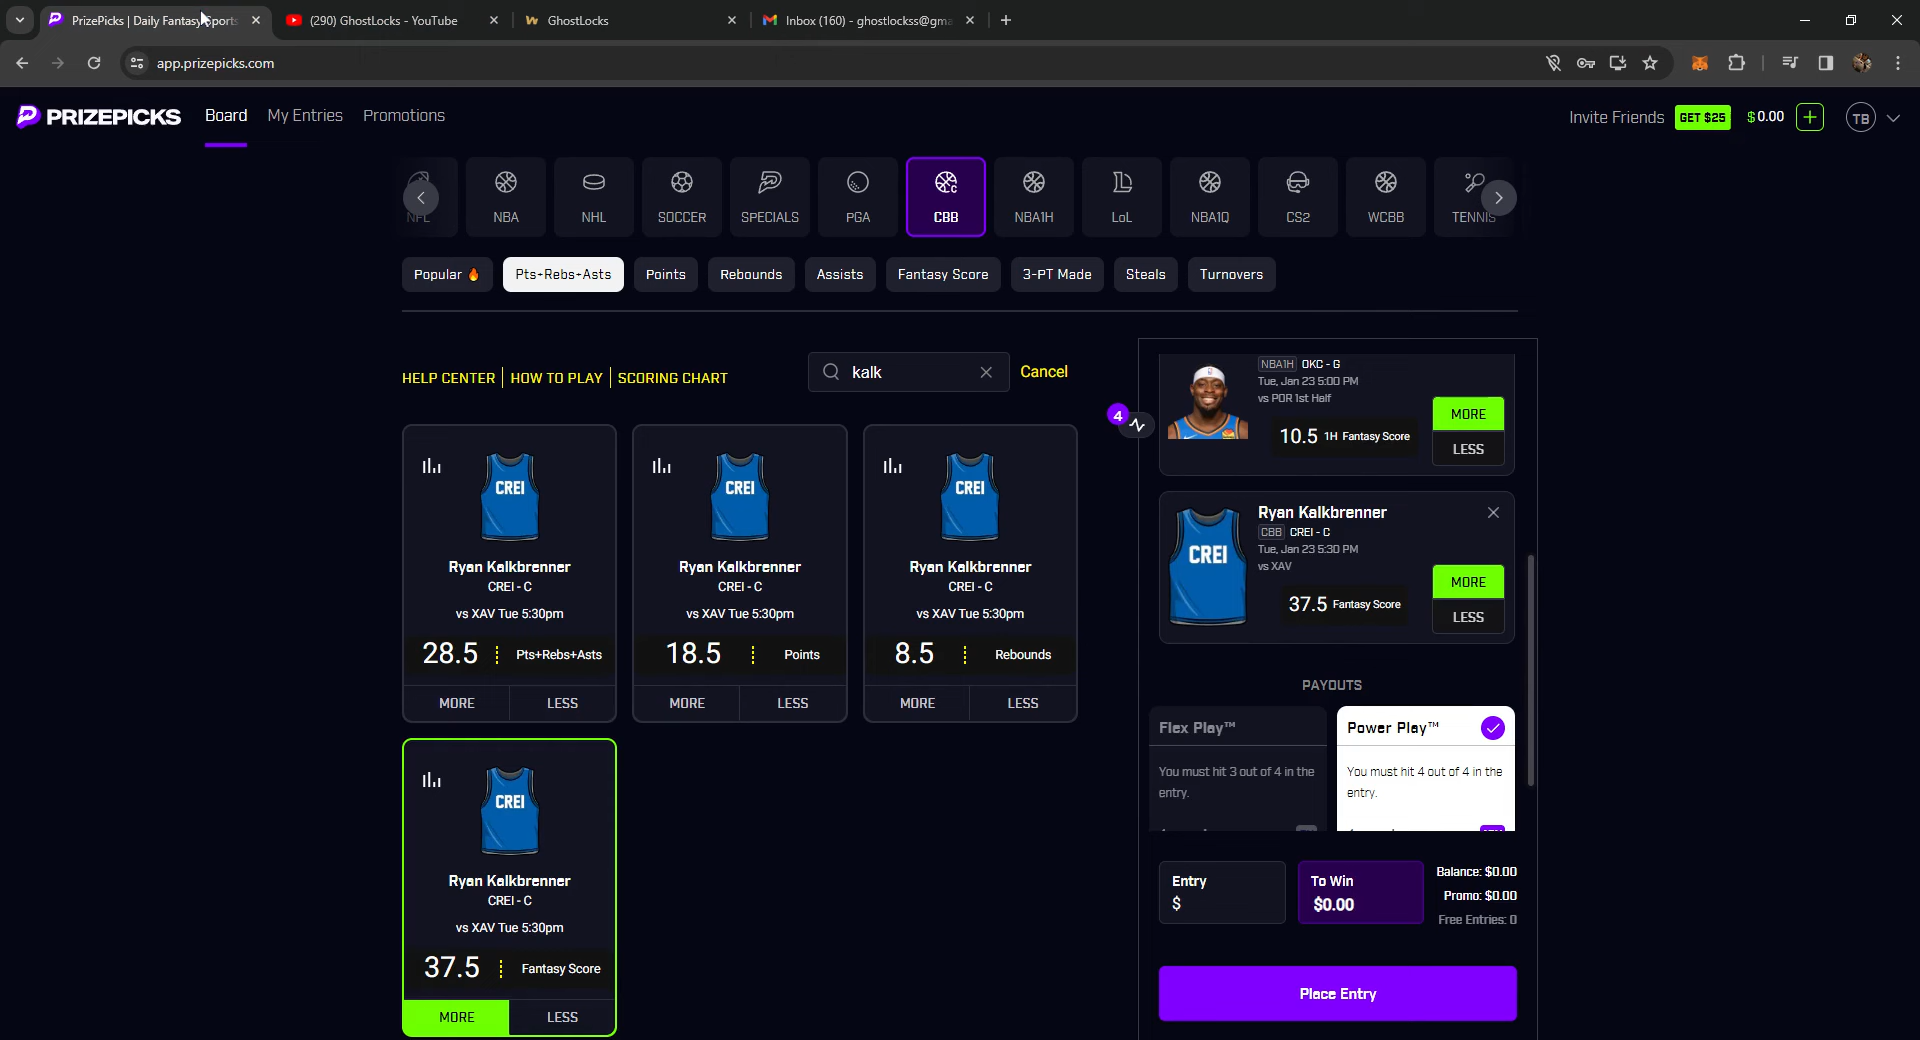 PrizePicks | Daily Fantasy Sports
(290) GhostLocks - YouTube
GhostLocks
Inbox (160) - ghostlockss@gma
app.prizepicks.com
PRIZEPICKS
Board
My Entries
Promotions
Invite Friends
GET $25
$0.00
TB
NFL
NBA
NHL
SOCCER
SPECIALS
PGA
CBB
NBA1H
LoL
NBA1Q
CS2
WCBB
TENNIS
Popular
Pts+Rebs+Asts
Points
Rebounds
Assists
Fantasy Score
3-PT Made
Steals
Turnovers
HELP CENTER
HOW TO PLAY
SCORING CHART
kalk
Cancel
CREI
Ryan Kalkbrenner
CREI - C
vs XAV Tue 5:30pm
28.5
Pts+Rebs+Asts
MORE
LESS
CREI
Ryan Kalkbrenner
CREI - C
vs XAV Tue 5:30pm
18.5
Points
MORE
LESS
CREI
Ryan Kalkbrenner
CREI - C
vs XAV Tue 5:30pm
8.5
Rebounds
MORE
LESS
CREI
Ryan Kalkbrenner
CREI - C
vs XAV Tue 5:30pm
37.5
Fantasy Score
MORE
LESS
4
NBA1H OKC - G
Tue, Jan 23 5:00 PM
vs POR 1st Half
10.5 1H Fantasy Score
MORE
LESS
CREI
Ryan Kalkbrenner
CBB CREI - C
Tue, Jan 23 5:30 PM
vs XAV
37.5 Fantasy Score
MORE
LESS
PAYOUTS
Flex Play™
You must hit 3 out of 4 in the
entry.
Power Play™
You must hit 4 out of 4 in the
entry.
Entry
$
To Win
$0.00
Balance: $0.00
Promo: $0.00
Free Entries: 0
Place Entry